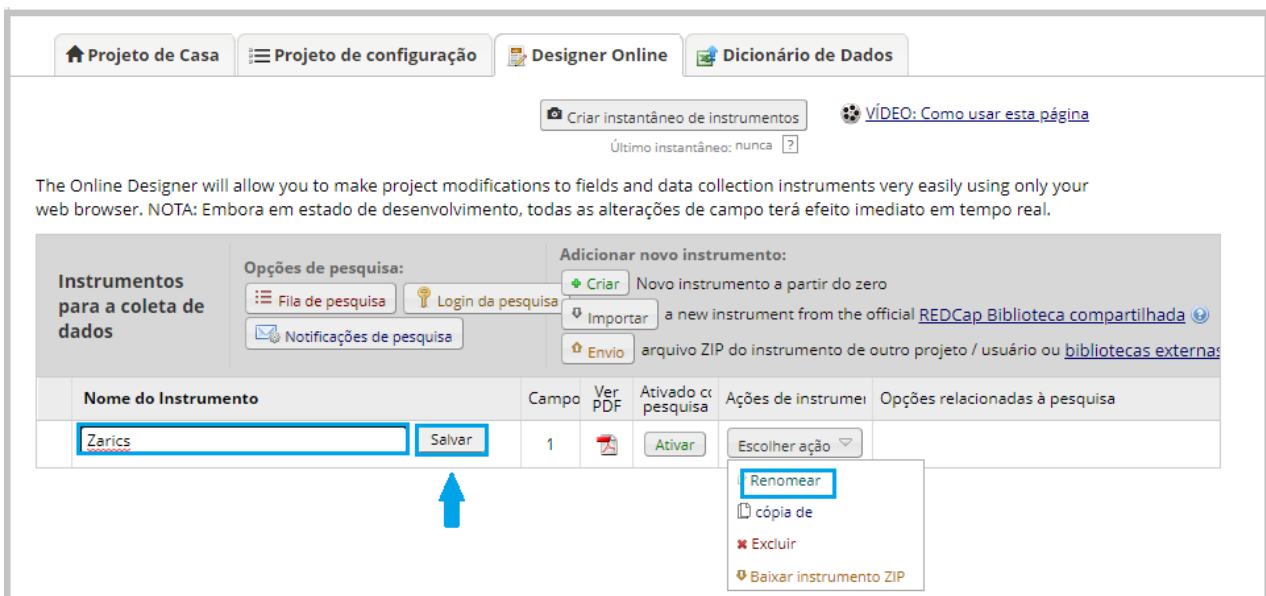 Projeto de Casa
Projeto de configuração
Designer Online
Dicionário de Dados
Criar instantâneo de instrumentos
VÍDEO: Como usar esta página
Último instantâneo: nunca ?
The Online Designer will allow you to make project modifications to fields and data collection instruments very easily using only your
web browser. NOTA: Embora em estado de desenvolvimento, todas as alterações de campo terá efeito imediato em tempo real.
Instrumentos
para a coleta de
dados
Opções de pesquisa:
Fila de pesquisa
Login da pesquisa
Notificações de pesquisa
Adicionar novo instrumento:
Criar Novo instrumento a partir do zero
Importar a new instrument from the official REDCap Biblioteca compartilhada ?
Envio arquivo ZIP do instrumento de outro projeto / usuário ou bibliotecas externas
Nome do Instrumento
Campo
Ver
PDF
Ativado co
pesquisa
Ações de instrumen
Opções relacionadas à pesquisa
Zarics
Salvar
1
Ativar
Escolher ação
Renomear
cópia de
Excluir
Baixar instrumento ZIP